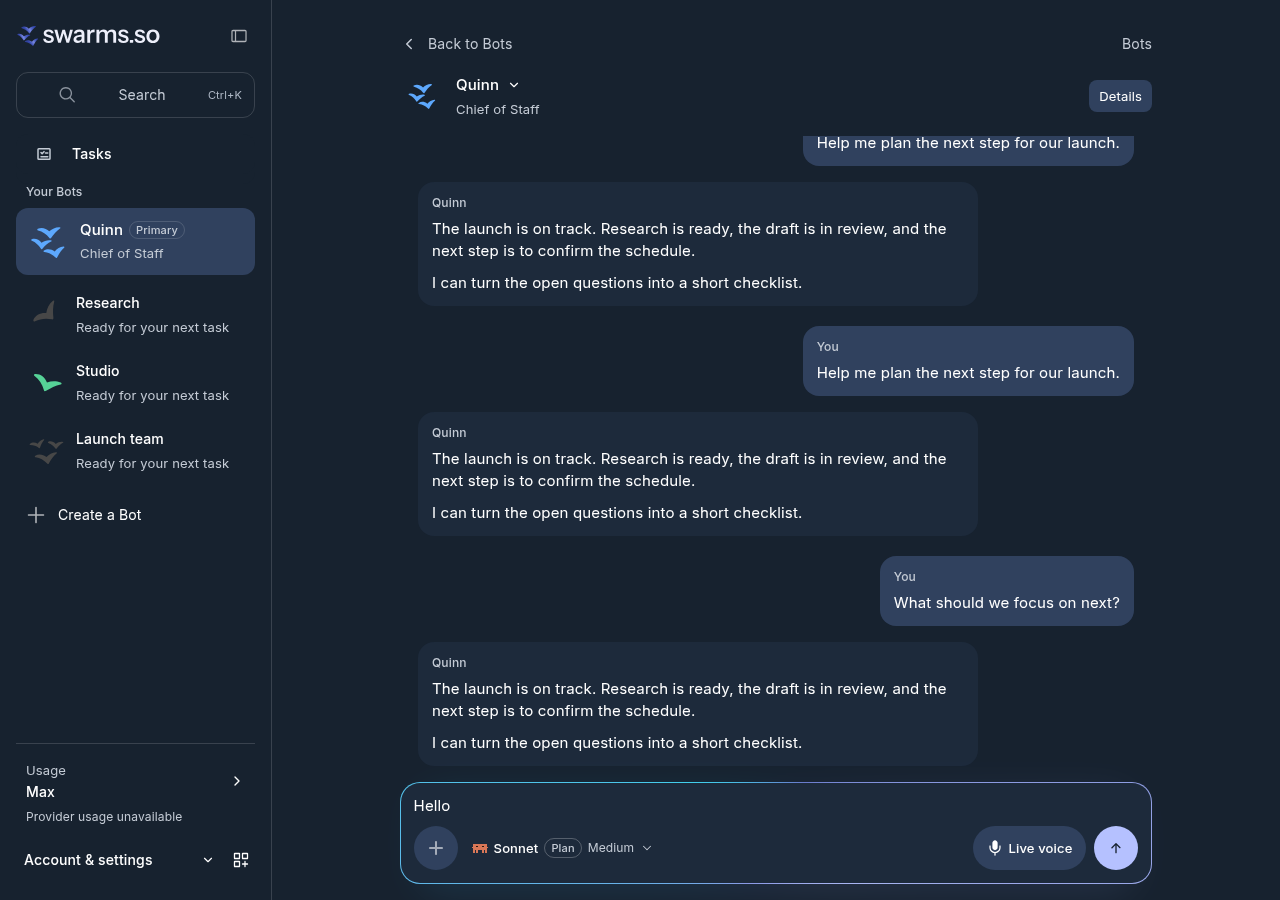 swarms.so
Search Ctrl+K
Tasks
Your Bots
Quinn Primary
Chief of Staff
Research
Ready for your next task
Studio
Ready for your next task
Launch team
Ready for your next task
Create a Bot
Usage
Max
Provider usage unavailable
Account & settings
Back to Bots
Bots
Quinn
Chief of Staff
Details
Help me plan the next step for our launch.
Quinn
The launch is on track. Research is ready, the draft is in review, and the
next step is to confirm the schedule.
I can turn the open questions into a short checklist.
You
Help me plan the next step for our launch.
Quinn
The launch is on track. Research is ready, the draft is in review, and the
next step is to confirm the schedule.
I can turn the open questions into a short checklist.
You
What should we focus on next?
Quinn
The launch is on track. Research is ready, the draft is in review, and the
next step is to confirm the schedule.
I can turn the open questions into a short checklist.
Hello
Sonnet Plan Medium
Live voice